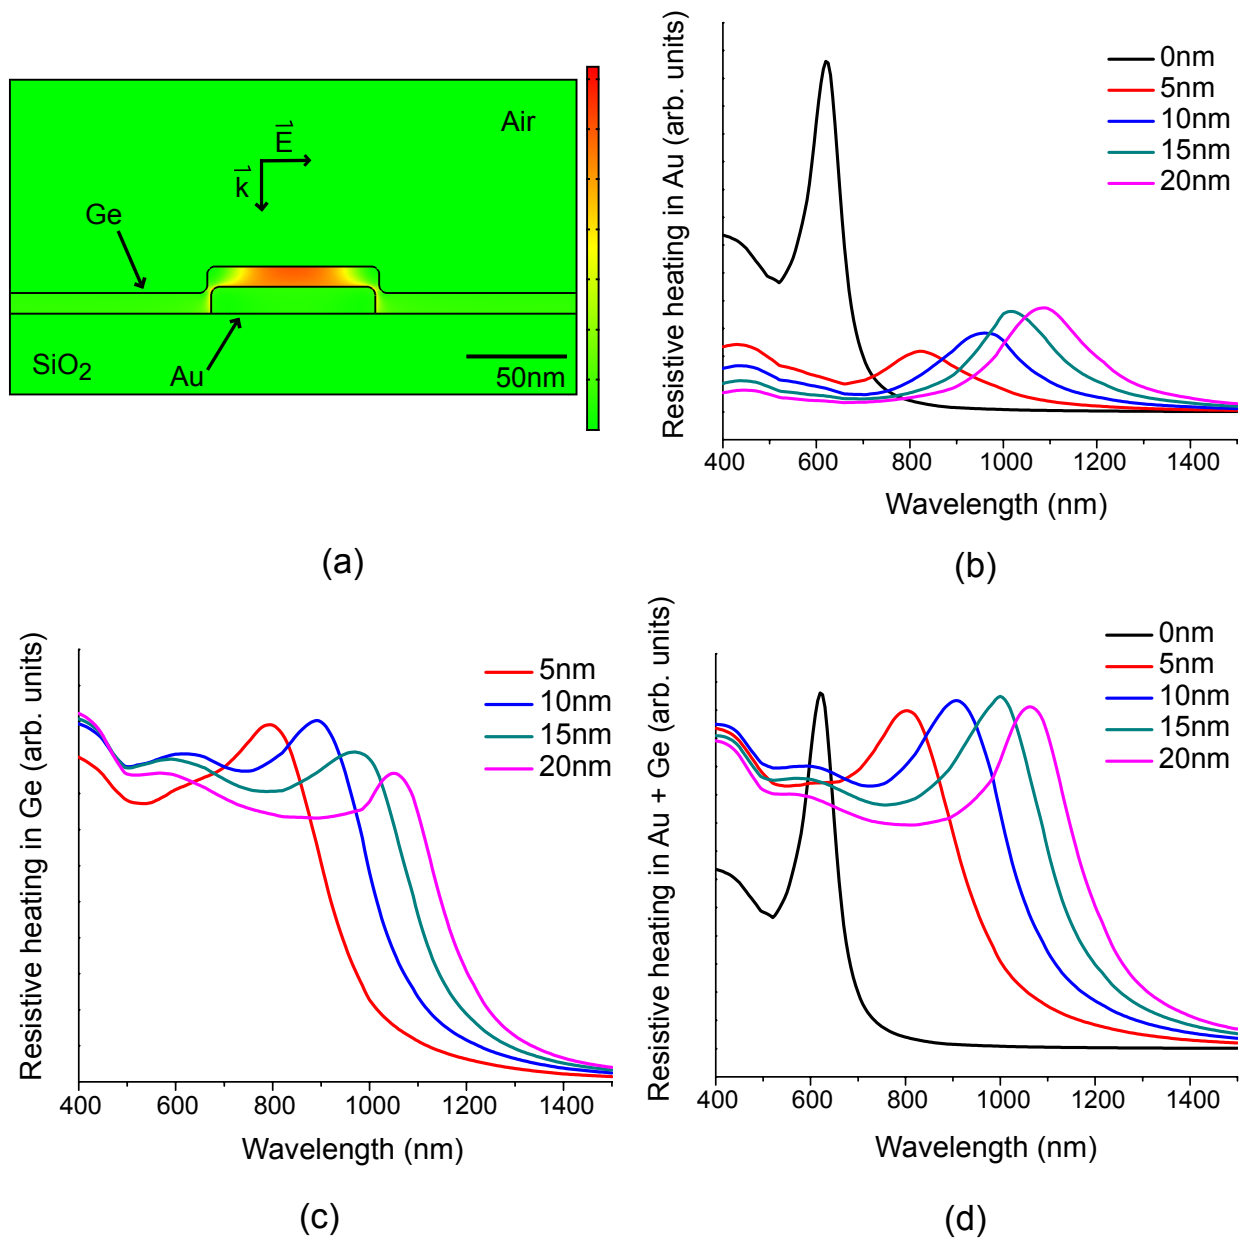 Air
E
k
Ge
SiO2
Au
50nm
(a)
Resistive heating in Au (arb. units)
0nm
5nm
10nm
15nm
20nm
400 600 800 1000 1200 1400
Wavelength (nm)
(b)
Resistive heating in Ge (arb. units)
5nm
10nm
15nm
20nm
400 600 800 1000 1200 1400
Wavelength (nm)
(c)
Resistive heating in Au + Ge (arb. units)
0nm
5nm
10nm
15nm
20nm
400 600 800 1000 1200 1400
Wavelength (nm)
(d)